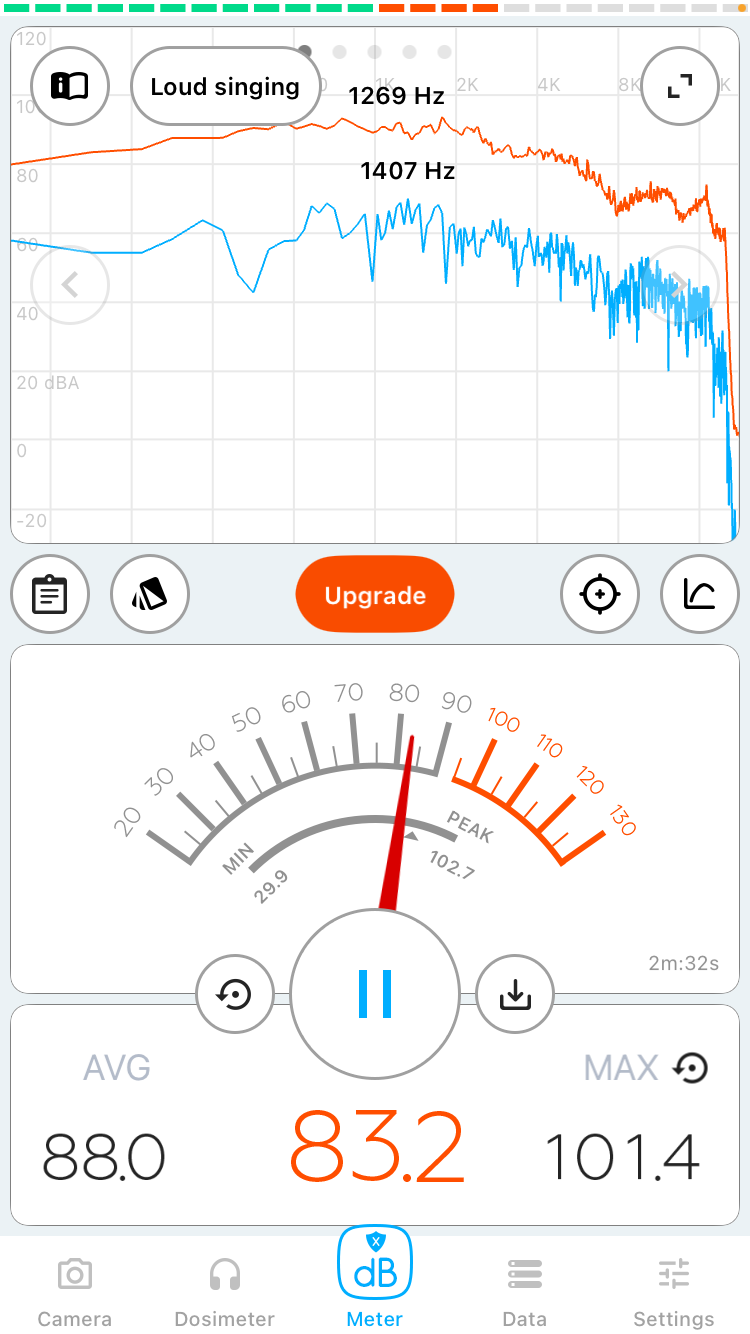 120
Loud singing
1K
2K
4K
8K
1269 Hz
80
1407 Hz
60
40
20 dBA
0
-20
Upgrade
20
30
40
50
60
70
80
90
100
110
120
130
MIN
29.9
PEAK
102.7
2m:32s
AVG
MAX
88.0
83.2
101.4
dB
Camera
Dosimeter
Meter
Data
Settings